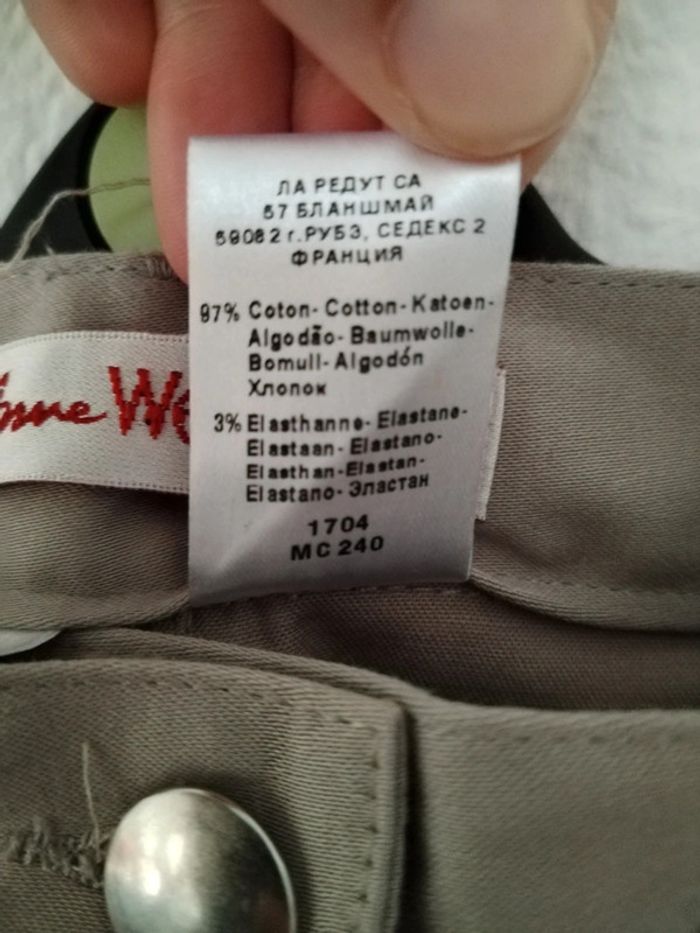 ЛА РЕДУТ СА
57 БЛАНШМАЙ
59082 г.РУБЭ, СЕДЕКС 2
ФРАНЦИЯ
97% Coton-Cotton-Katoen-
Algodão-Baumwolle-
Bomull-Algodón
Хлопок
3% Elasthanne-Elastane-
Elastaan-Elastano-
Elasthan-Elastan-
Elastano-Эластан
1704
MC 240